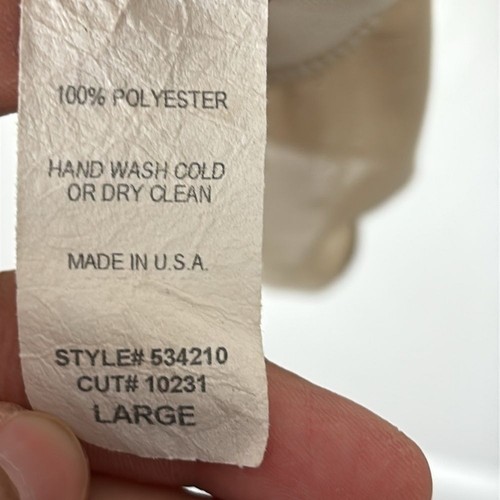 100% POLYESTER
HAND WASH COLD
OR DRY CLEAN
MADE IN U.S.A.
STYLE# 534210
CUT# 10231
LARGE